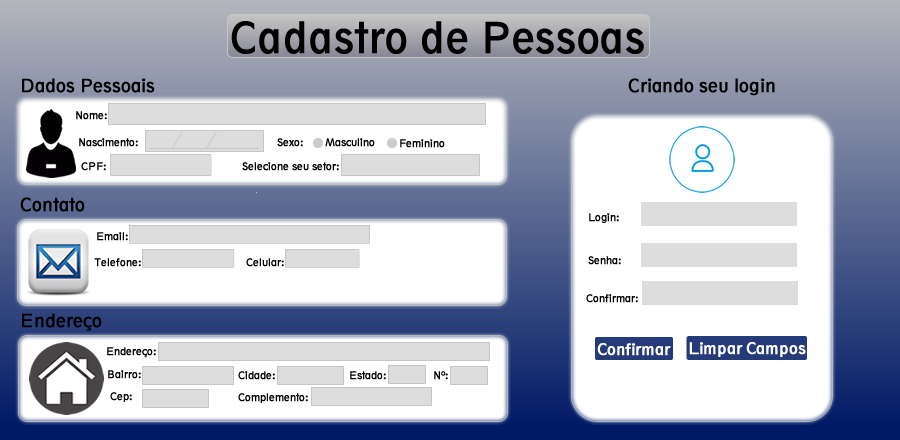 Cadastro de Pessoas
Dados Pessoais
Nome:
Nascimento: Sexo: Masculino Feminino
CPF: Selecione seu setor:
Contato
Email:
Telefone: Celular:
Endereço
Endereço:
Bairro: Cidade: Estado: Nº:
Cep: Complemento:
Criando seu login
Login:
Senha:
Confirmar:
Confirmar Limpar Campos